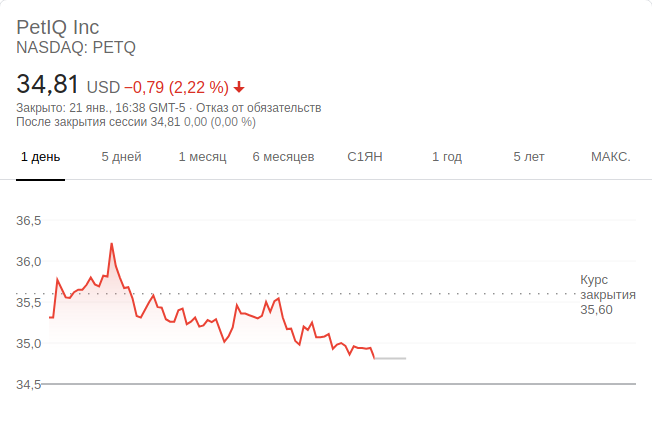 PetIQ Inc
NASDAQ: PETQ
34,81 USD −0,79 (2,22 %)
Закрыто: 21 янв., 16:38 GMT-5 · Отказ от обязательств
После закрытия сессии 34,81 0,00 (0,00 %)
1 день 5 дней 1 месяц 6 месяцев С1ЯН 1 год 5 лет МАКС.
36,5
36,0
35,5
35,0
34,5
Курс
закрытия
35,60